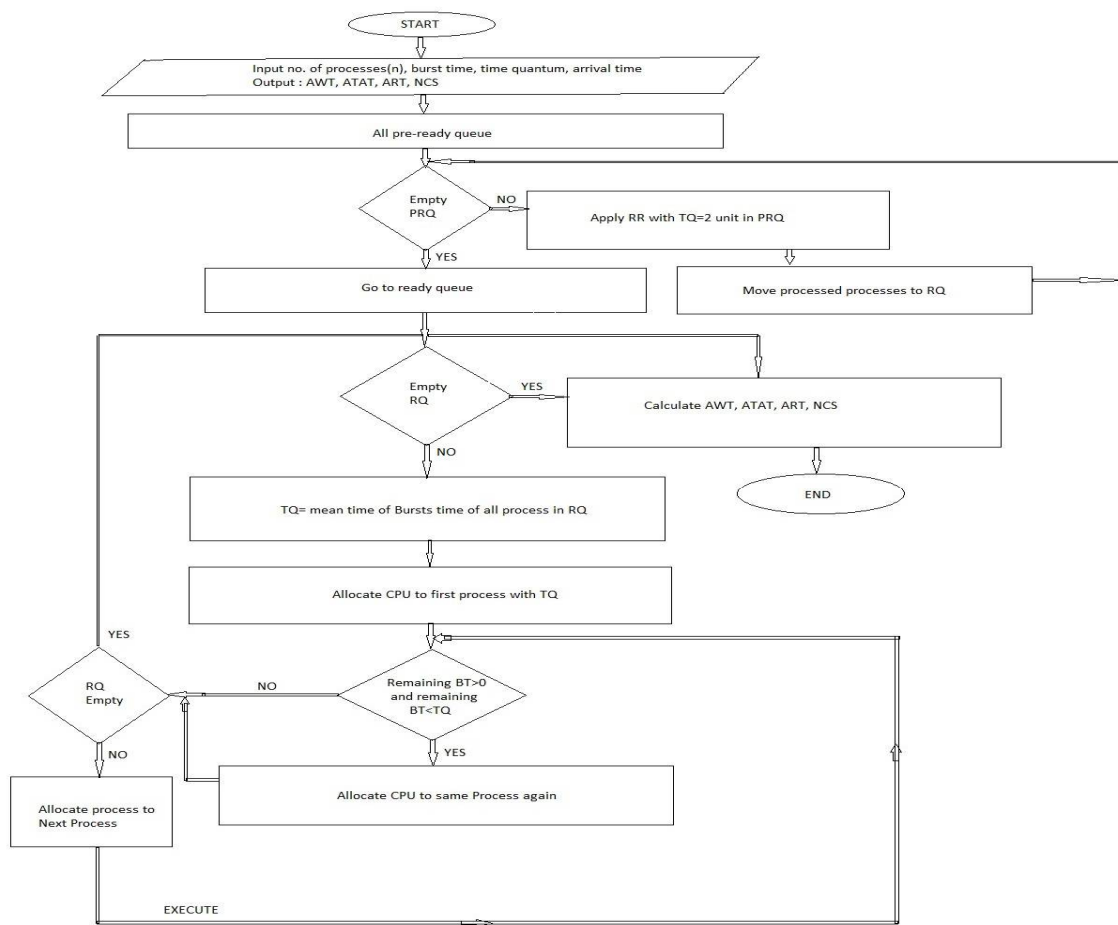 START
Input no. of processes(n), burst time, time quantum, arrival time
Output : AWT, ATAT, ART, NCS
All pre-ready queue
Empty
PRQ
NO
Apply RR with TQ=2 unit in PRQ
YES
Go to ready queue
Move processed processes to RQ
Empty
RQ
YES
Calculate AWT, ATAT, ART, NCS
NO
END
TQ= mean time of Bursts time of all process in RQ
Allocate CPU to first process with TQ
YES
RQ
Empty
NO
Remaining BT>0
and remaining
BT<TQ
NO
YES
Allocate CPU to same Process again
Allocate process to
Next Process
EXECUTE